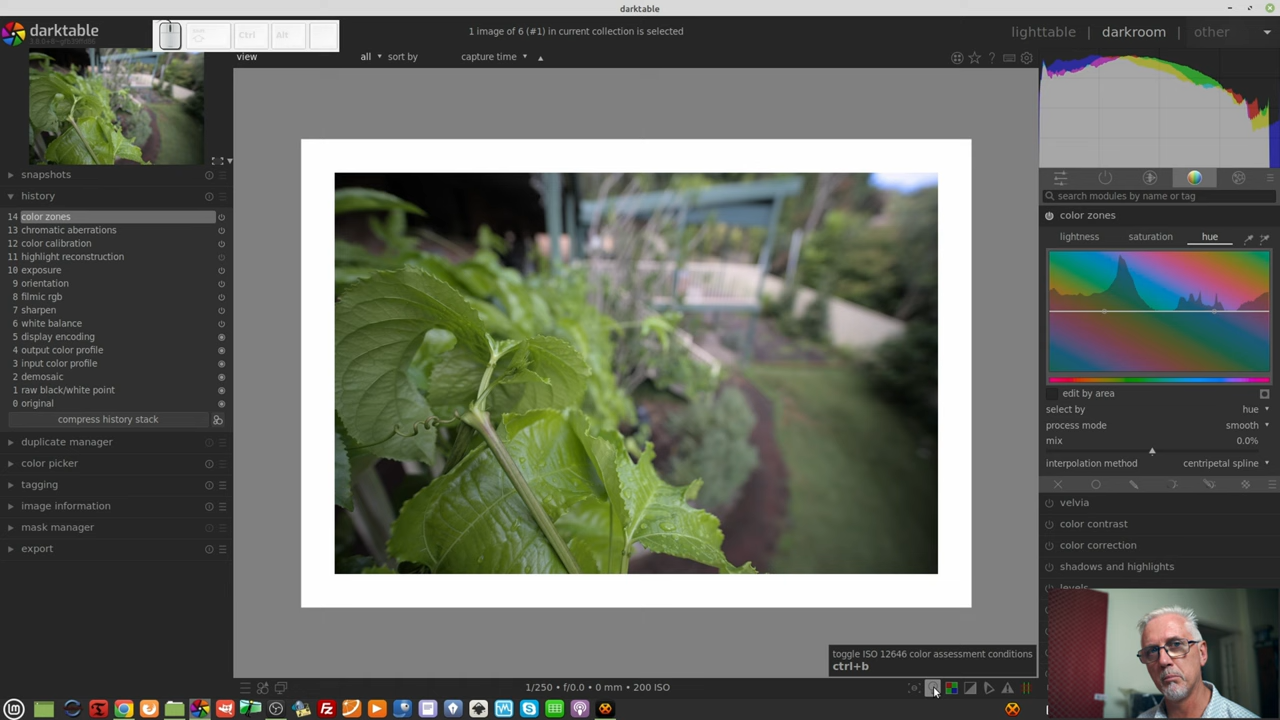 darktable
darktable
Ctrl
Alt
1 image of 6 (#1) in current collection is selected
lighttable | darkroom | other
view
all sort by capture time
snapshots
history
14 color zones
13 chromatic aberrations
12 color calibration
11 highlight reconstruction
10 exposure
9 orientation
8 filmic rgb
7 sharpen
6 white balance
5 display encoding
4 output color profile
3 input color profile
2 demosaic
1 raw black/white point
0 original
compress history stack
duplicate manager
color picker
tagging
image information
mask manager
export
search modules by name or tag
color zones
lightness saturation hue
edit by area
select by hue
process mode smooth
mix 0.0%
interpolation method centripetal spline
velvia
color contrast
color correction
shadows and highlights
levels
toggle ISO 12646 color assessment conditions
ctrl+b
1/250 • f/0.0 • 0 mm • 200 ISO